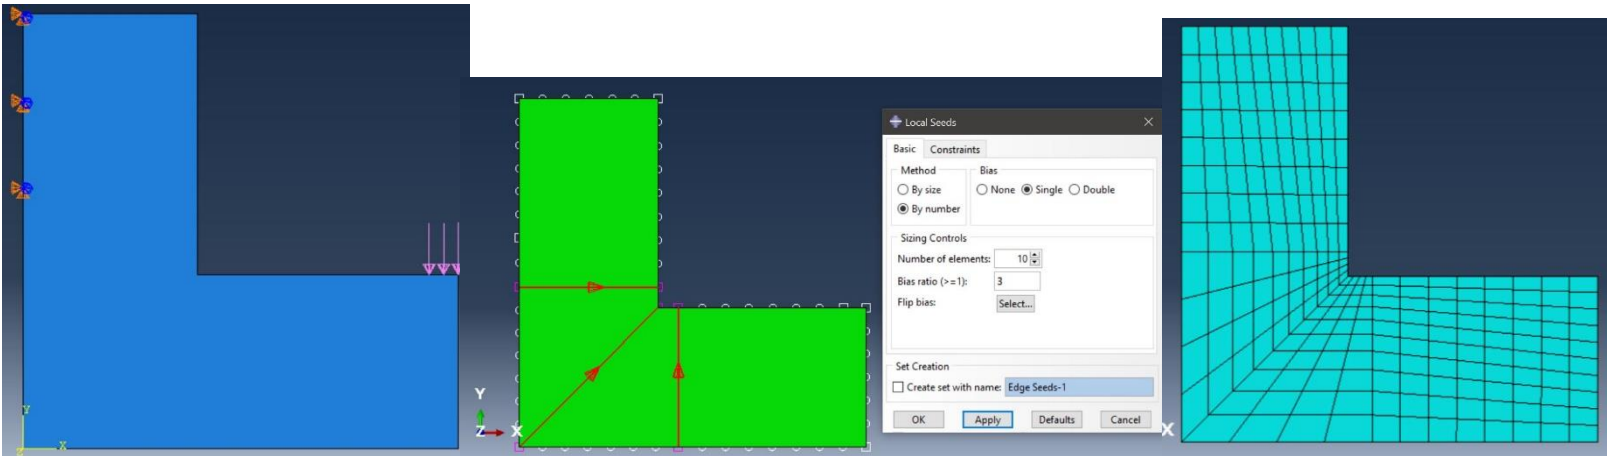 Local Seeds
Basic Constraints
Method Bias
By size None Single Double
By number
Sizing Controls
Number of elements: 10
Bias ratio (>=1): 3
Flip bias: Select...
Set Creation
Create set with name: Edge Seeds-1
OK Apply Defaults Cancel
Y
X
Z
Y
Z X
X